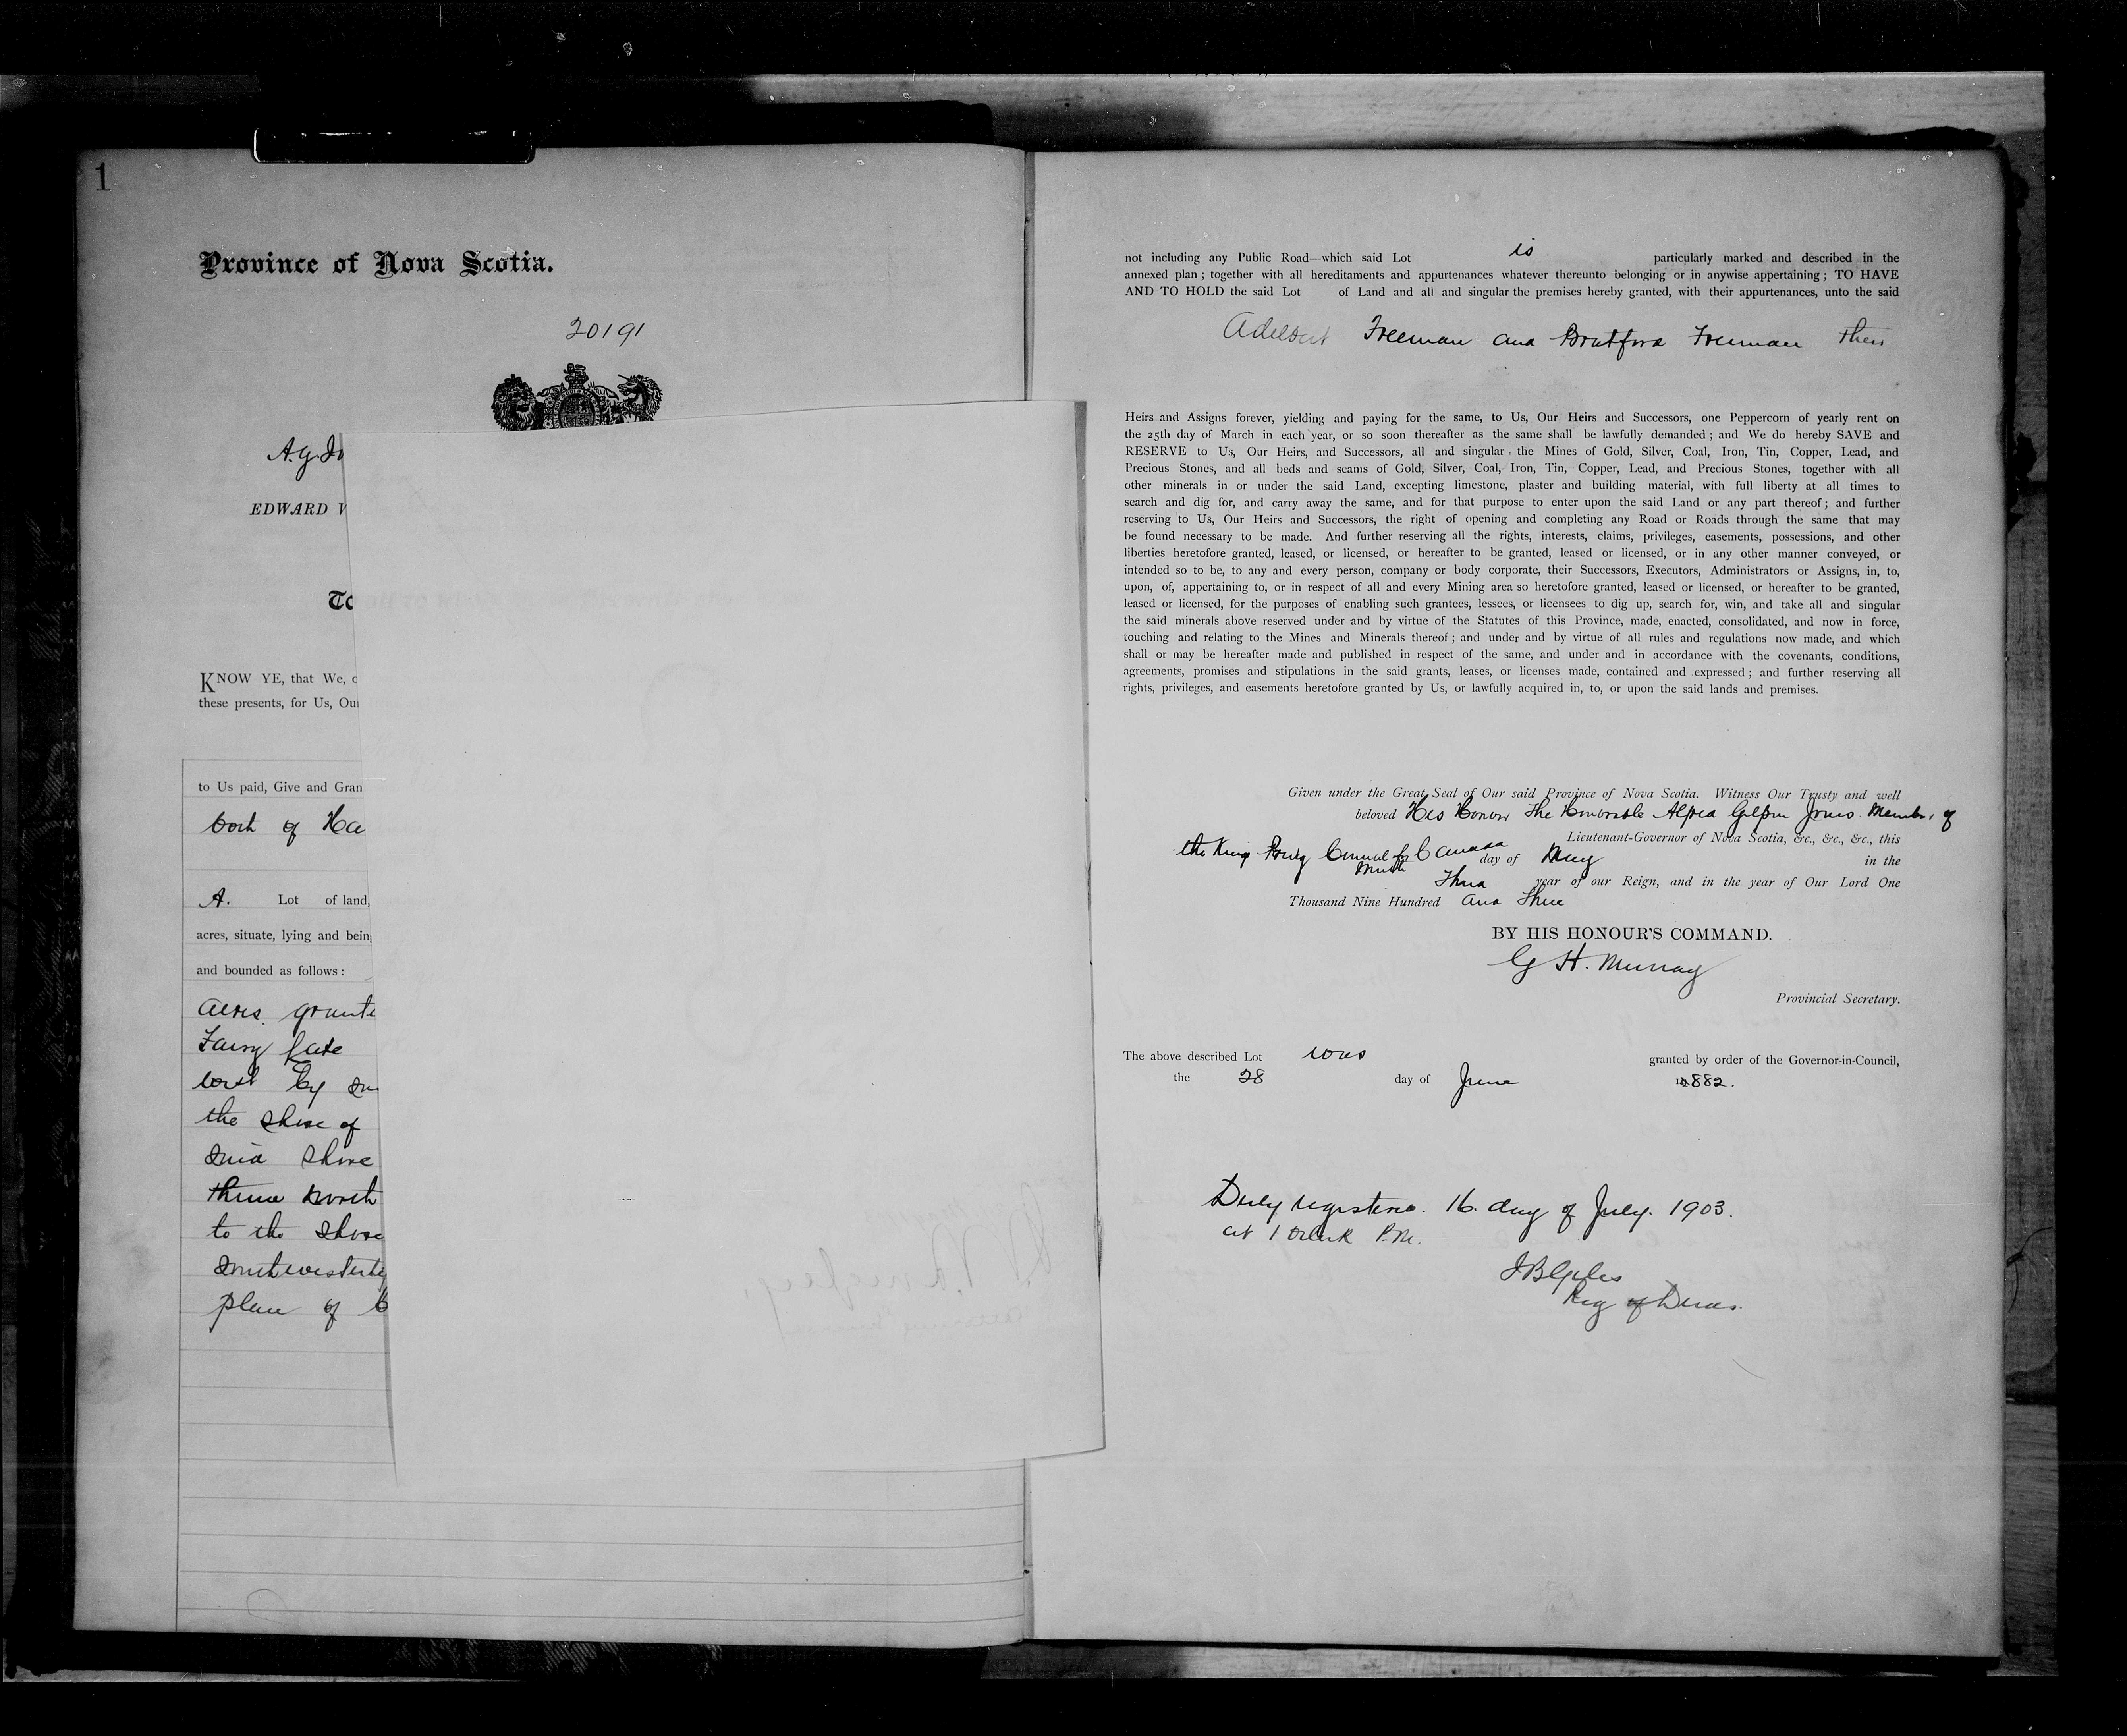 1
Province of Nova Scotia.
20191
A.G. Jo
EDWARD V
To
KNOW YE, that We, o
these presents, for Us, Our
to Us paid, Give and Gran
both of Ha
A. Lot of land,
acres, situate, lying and being
and bounded as follows:
acres grante
Fairy Lake
west by
the shore of
said shore
thence North
to the shore
Southwesterly
plan of
not including any Public Road—which said Lot is particularly marked and described in the
annexed plan; together with all hereditaments and appurtenances whatever thereunto belonging or in anywise appertaining; TO HAVE
AND TO HOLD the said Lot of Land and all and singular the premises hereby granted, with their appurtenances, unto the said
Adelbert Freeman and Bradford Freeman their
Heirs and Assigns forever, yielding and paying for the same, to Us, Our Heirs and Successors, one Peppercorn of yearly rent on
the 25th day of March in each year, or so soon thereafter as the same shall be lawfully demanded; and We do hereby SAVE and
RESERVE to Us, Our Heirs, and Successors, all and singular the Mines of Gold, Silver, Coal, Iron, Tin, Copper, Lead, and
Precious Stones, and all beds and seams of Gold, Silver, Coal, Iron, Tin, Copper, Lead, and Precious Stones, together with all
other minerals in or under the said Land, excepting limestone, plaster and building material, with full liberty at all times to
search and dig for, and carry away the same, and for that purpose to enter upon the said Land or any part thereof; and further
reserving to Us, Our Heirs and Successors, the right of opening and completing any Road or Roads through the same that may
be found necessary to be made. And further reserving all the rights, interests, claims, privileges, easements, possessions, and other
liberties heretofore granted, leased, or licensed, or hereafter to be granted, leased or licensed, or in any other manner conveyed, or
intended so to be, to any and every person, company or body corporate, their Successors, Executors, Administrators or Assigns, in, to,
upon, of, appertaining to, or in respect of all and every Mining area so heretofore granted, leased or licensed, or hereafter to be granted,
leased or licensed, for the purposes of enabling such grantees, lessees, or licensees to dig up, search for, win, and take all and singular
the said minerals above reserved under and by virtue of the Statutes of this Province, made, enacted, consolidated, and now in force,
touching and relating to the Mines and Minerals thereof; and under and by virtue of all rules and regulations now made, and which
shall or may be hereafter made and published in respect of the same, and under and in accordance with the covenants, conditions,
agreements, promises and stipulations in the said grants, leases, or licenses made, contained and expressed; and further reserving all
rights, privileges, and easements heretofore granted by Us, or lawfully acquired in, to, or upon the said lands and premises.
Given under the Great Seal of Our said Province of Nova Scotia. Witness Our Trusty and well
beloved His Honor The Honorable Alfred Gilpin Jones Member of
Lieutenant-Governor of Nova Scotia, &c., &c., &c., this
the King Privy Council for Canada day of May in the
Ninth Third year of our Reign, and in the year of Our Lord One
Thousand Nine Hundred and Three
BY HIS HONOUR'S COMMAND.
G H. Murray
Provincial Secretary.
The above described Lot was granted by order of the Governor-in-Council,
the 28 day of June 1882.
Duly registered. 16. day of July. 1903.
at 1 Oclock P.M.
Reg of Deeds.